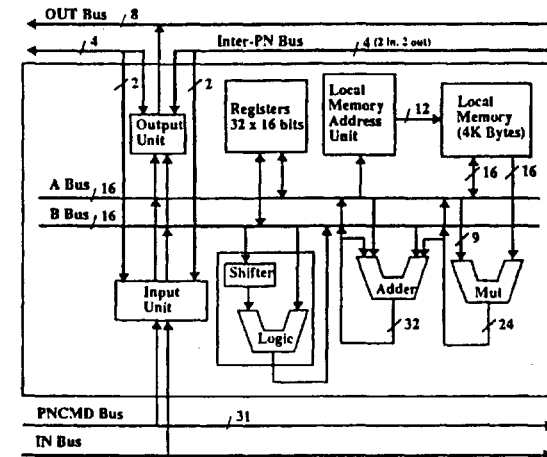 OUT Bus 8
4 Inter-PN Bus 4 (2 in, 2 out)
2 2
Output
Unit
Registers
32 x 16 bits
Local
Memory
Address
Unit
12
Local
Memory
(4K Bytes)
16 16
A Bus 16
B Bus 16
9
Shifter
Logic
Adder
Mul
32
24
Input
Unit
PNCMD Bus 31
IN Bus